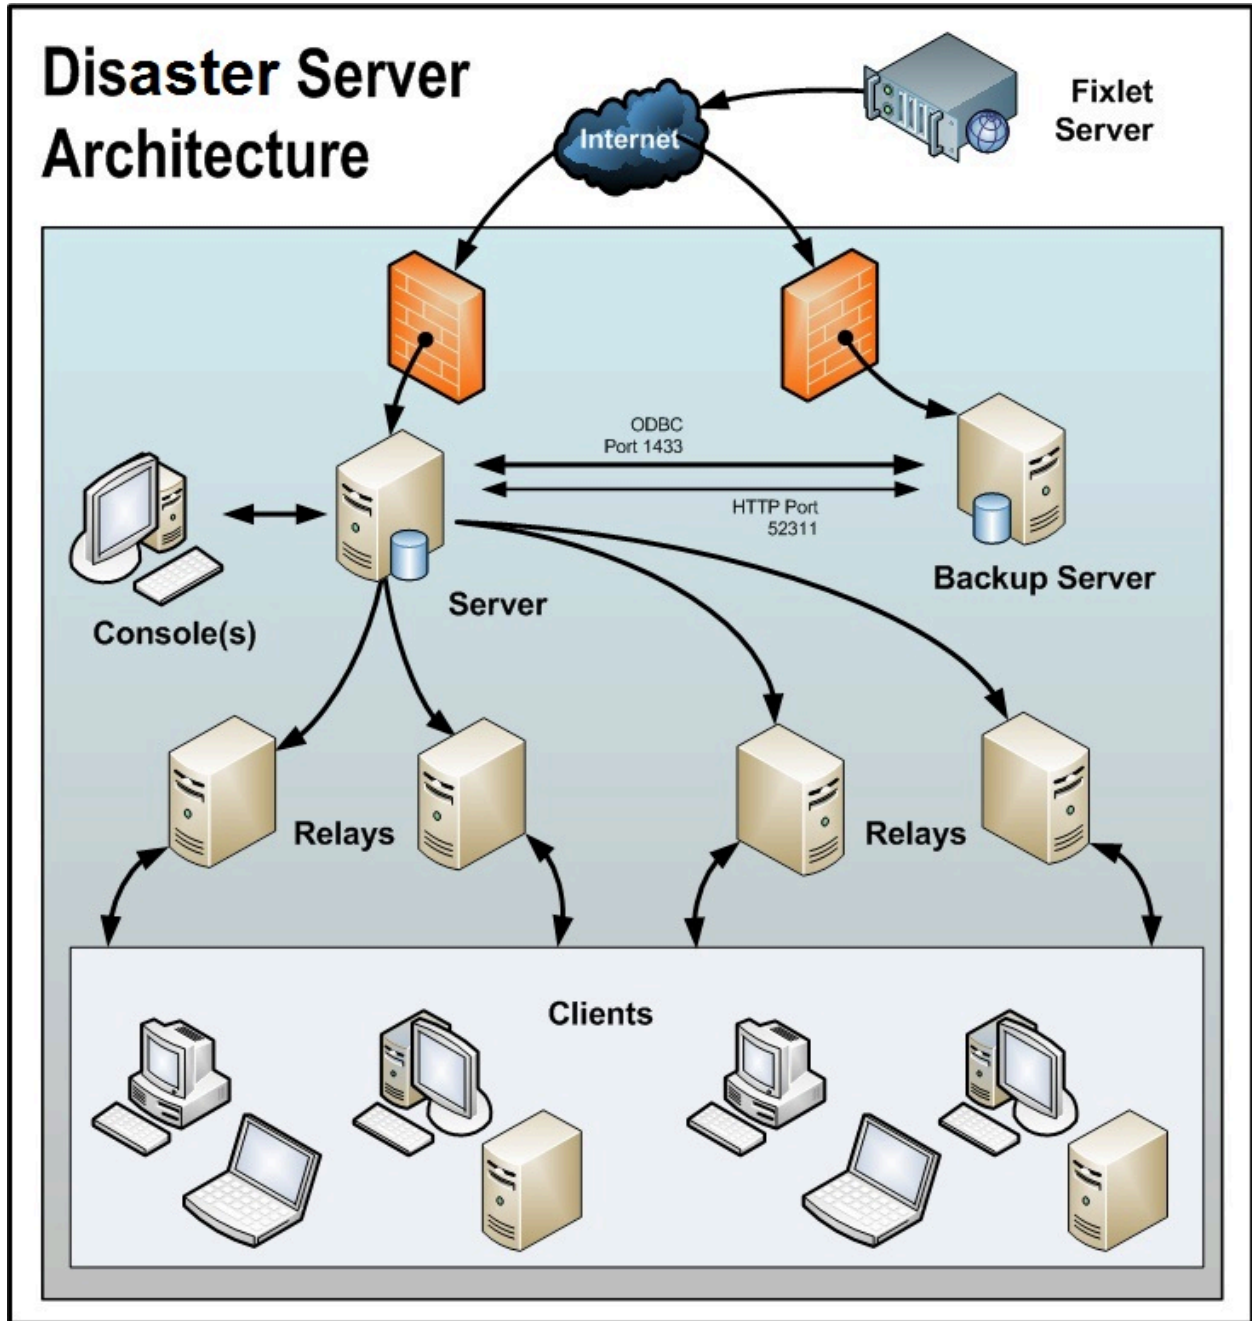 Disaster Server
Architecture
Fixlet
Server
Internet
ODBC
Port 1433
HTTP Port
52311
Backup Server
Server
Console(s)
Relays
Relays
Clients